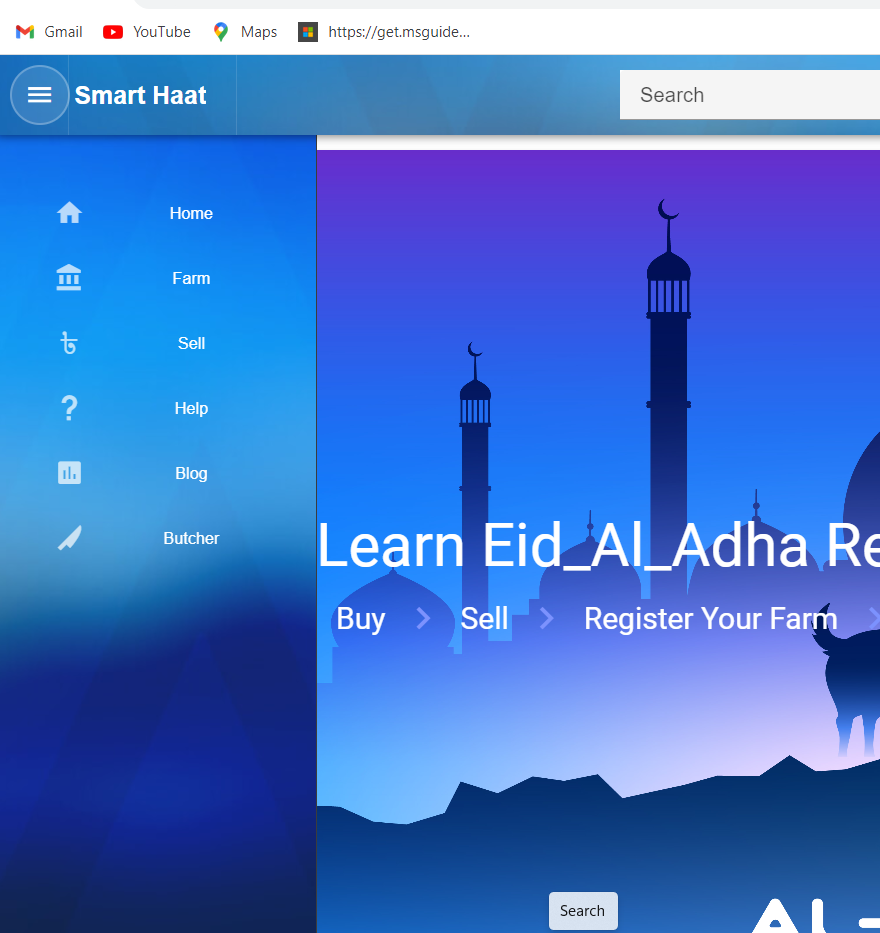 Gmail YouTube Maps https://get.msguide...
Smart Haat Search
Home
Farm
Sell
Help
Blog
Butcher
Learn Eid_Al_Adha Re
Buy Sell Register Your Farm
Search
AL-